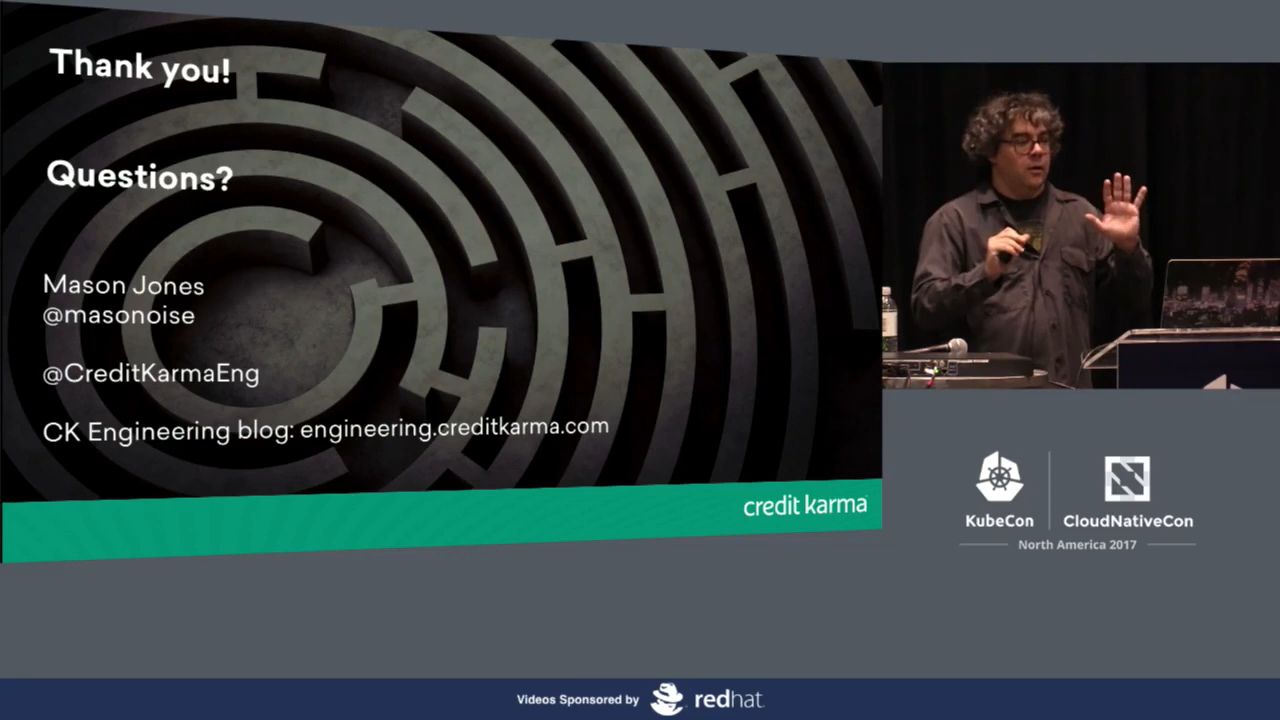 Thank you!
Questions?
Mason Jones
@masonoise
@CreditKarmaEng
CK Engineering blog: engineering.creditkarma.com
credit karma
KubeCon
CloudNativeCon
North America 2017
Videos Sponsored by redhat.